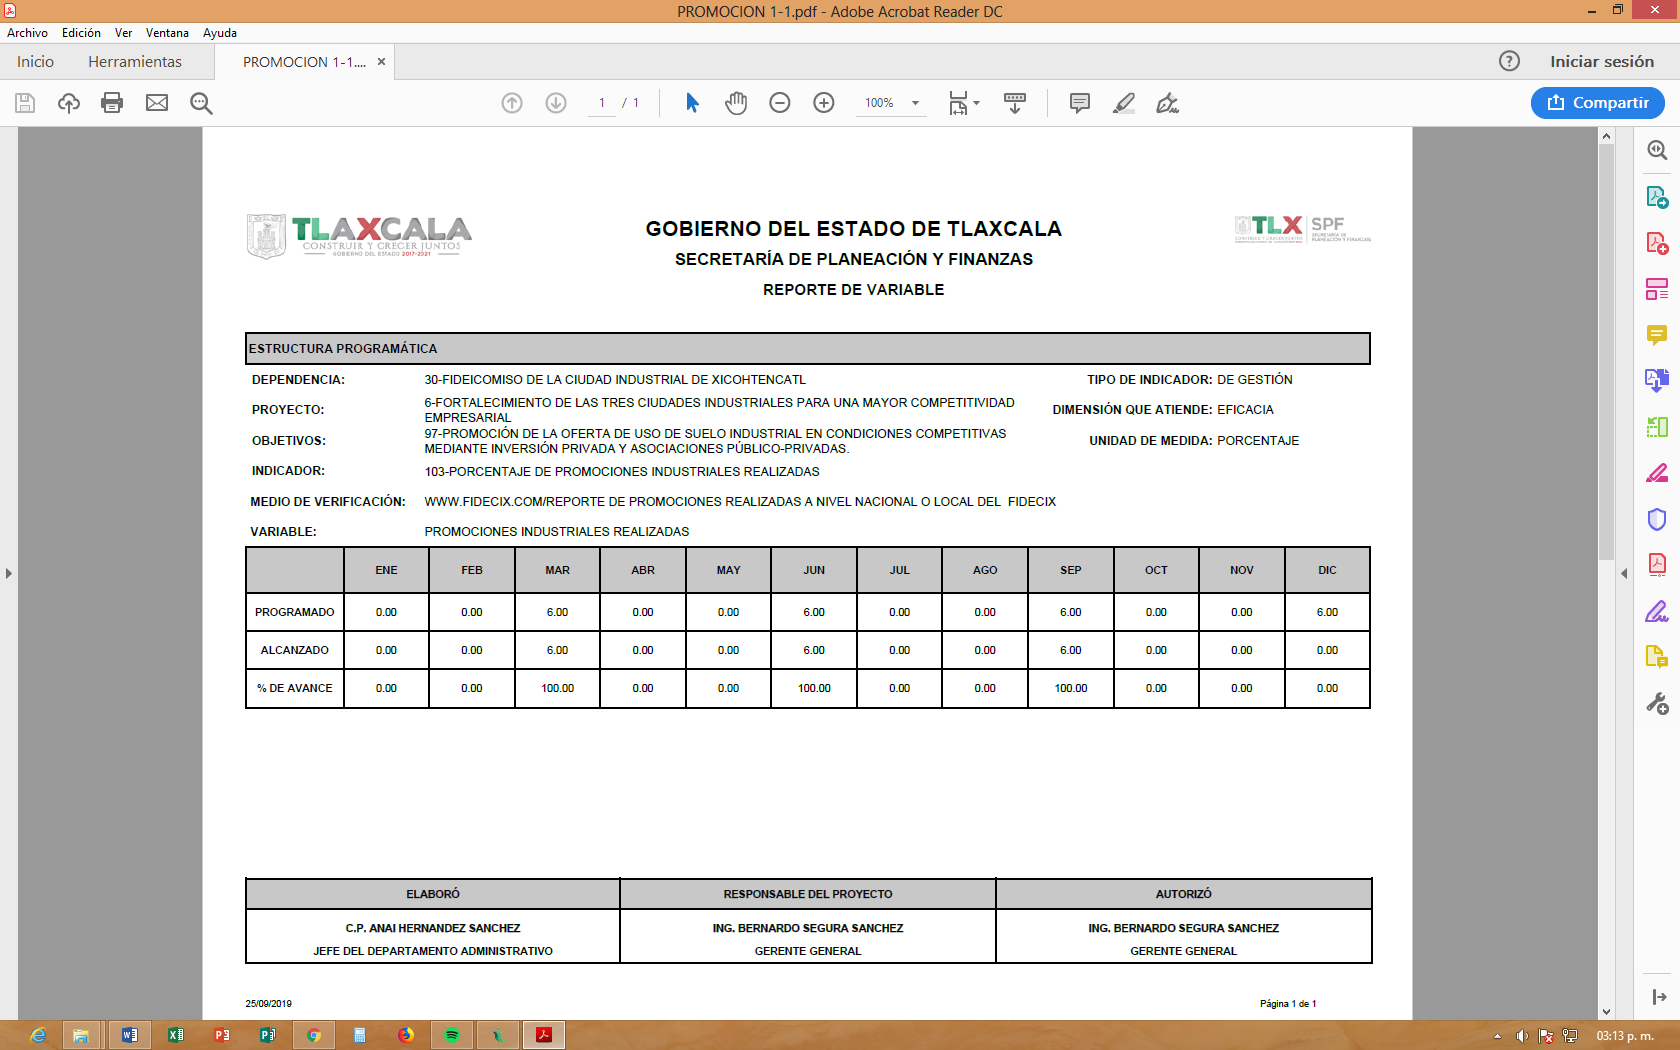 PROMOCION 1-1.pdf - Adobe Acrobat Reader DC
Archivo Edición Ver Ventana Ayuda
Inicio Herramientas PROMOCION 1-1.... Iniciar sesión
1 / 1 100% Compartir
TLAXCALA
CONSTRUIR Y CRECER JUNTOS
GOBIERNO DEL ESTADO 2017-2021
GOBIERNO DEL ESTADO DE TLAXCALA
SECRETARÍA DE PLANEACIÓN Y FINANZAS
REPORTE DE VARIABLE
TLX SPF
SECRETARÍA DE
PLANEACIÓN Y FINANZAS
ESTRUCTURA PROGRAMÁTICA
DEPENDENCIA: 30-FIDEICOMISO DE LA CIUDAD INDUSTRIAL DE XICOHTENCATL TIPO DE INDICADOR: DE GESTIÓN
PROYECTO: 6-FORTALECIMIENTO DE LAS TRES CIUDADES INDUSTRIALES PARA UNA MAYOR COMPETITIVIDAD
EMPRESARIAL DIMENSIÓN QUE ATIENDE: EFICACIA
OBJETIVOS: 97-PROMOCIÓN DE LA OFERTA DE USO DE SUELO INDUSTRIAL EN CONDICIONES COMPETITIVAS
MEDIANTE INVERSIÓN PRIVADA Y ASOCIACIONES PÚBLICO-PRIVADAS. UNIDAD DE MEDIDA: PORCENTAJE
INDICADOR: 103-PORCENTAJE DE PROMOCIONES INDUSTRIALES REALIZADAS
MEDIO DE VERIFICACIÓN: WWW.FIDECIX.COM/REPORTE DE PROMOCIONES REALIZADAS A NIVEL NACIONAL O LOCAL DEL FIDECIX
VARIABLE: PROMOCIONES INDUSTRIALES REALIZADAS
ENE FEB MAR ABR MAY JUN JUL AGO SEP OCT NOV DIC
PROGRAMADO 0.00 0.00 6.00 0.00 0.00 6.00 0.00 0.00 6.00 0.00 0.00 6.00
ALCANZADO 0.00 0.00 6.00 0.00 0.00 6.00 0.00 0.00 6.00 0.00 0.00 0.00
% DE AVANCE 0.00 0.00 100.00 0.00 0.00 100.00 0.00 0.00 100.00 0.00 0.00 0.00
ELABORÓ RESPONSABLE DEL PROYECTO AUTORIZÓ
C.P. ANAI HERNANDEZ SANCHEZ ING. BERNARDO SEGURA SANCHEZ ING. BERNARDO SEGURA SANCHEZ
JEFE DEL DEPARTAMENTO ADMINISTRATIVO GERENTE GENERAL GERENTE GENERAL
25/09/2019 Página 1 de 1
03:13 p. m.